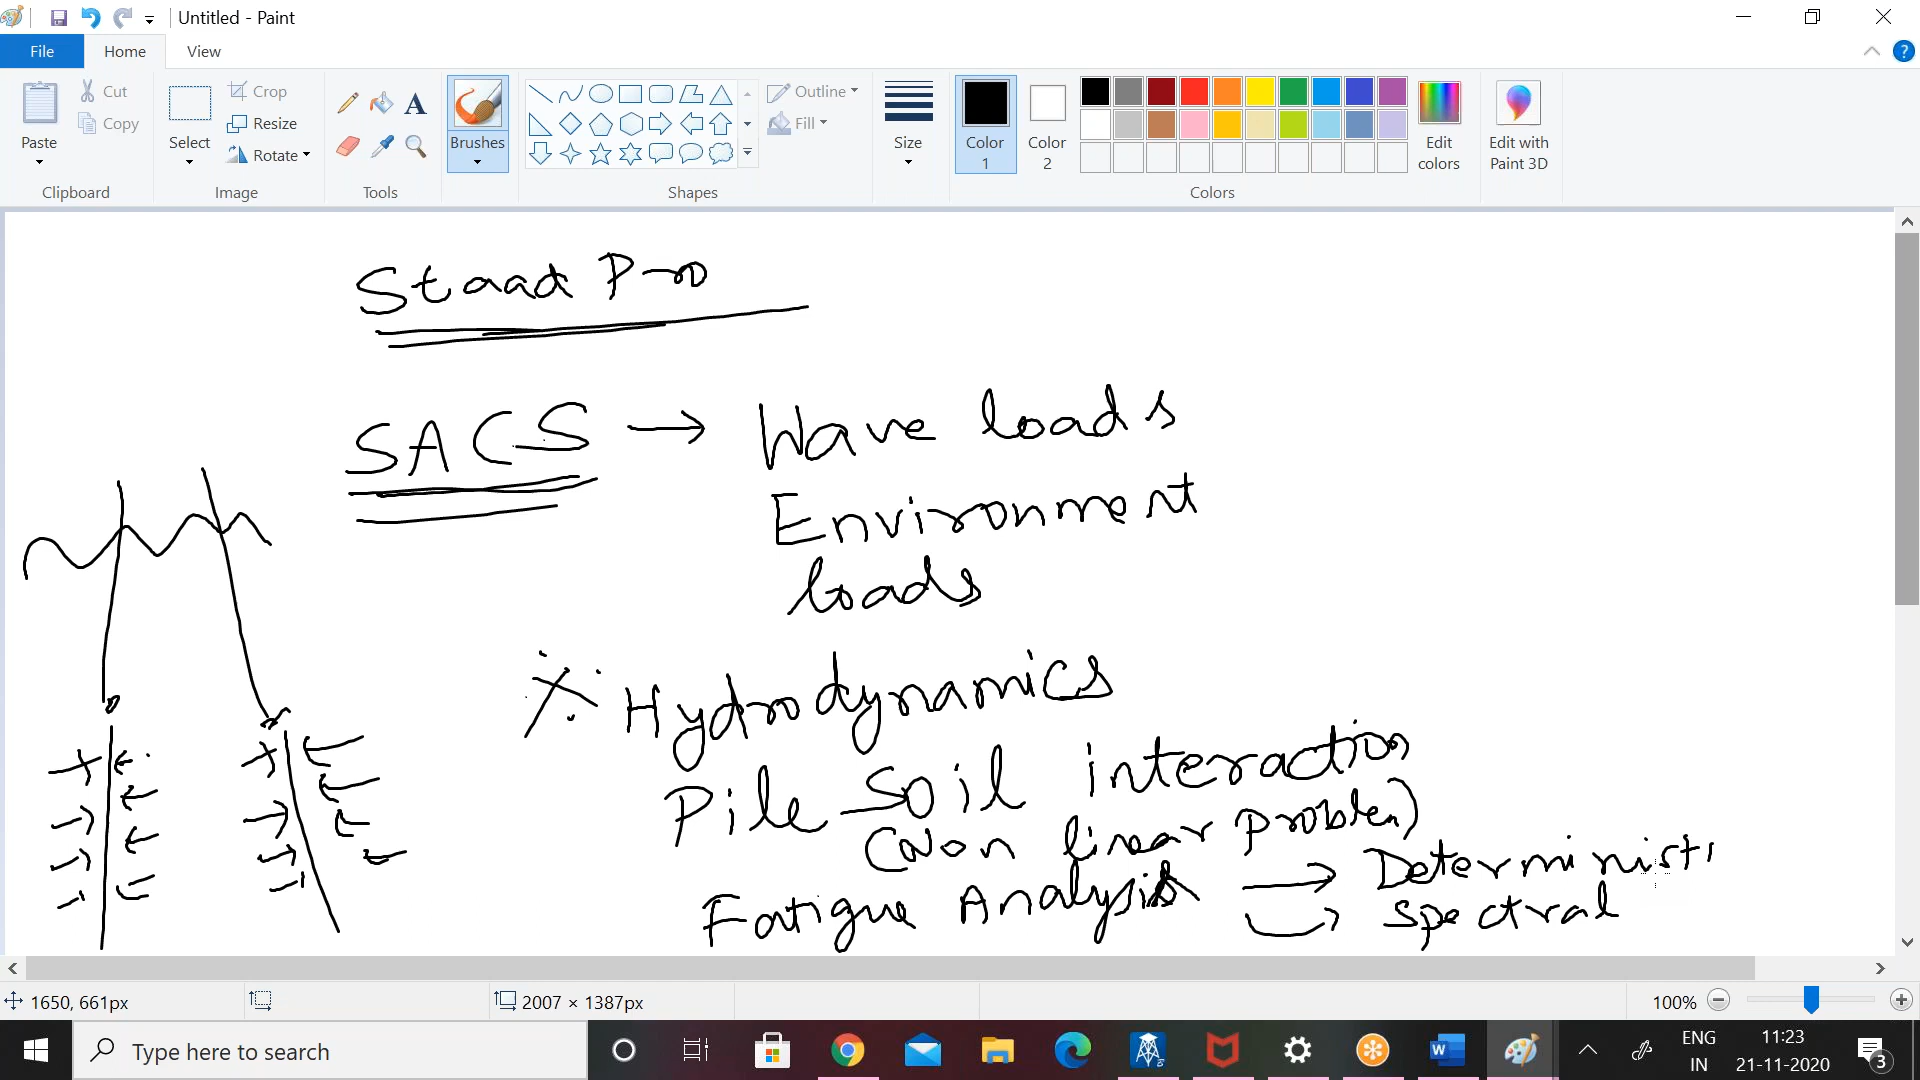 Untitled - Paint
File
Home
View
Paste
Cut
Copy
Clipboard
Select
Crop
Resize
Rotate
Image
Tools
Brushes
Shapes
Outline
Fill
Size
Color 1
Color 2
Colors
Edit colors
Edit with Paint 3D
Staad Pro
SACS → Wave loads
Environment
loads
Hydrodynamics
Pile-Soil interaction
(Non linear problem)
Fatigue Analysis → Determinist
Spectral
1650, 661px
2007 × 1387px
100%
Type here to search
ENG
IN
11:23
21-11-2020
3